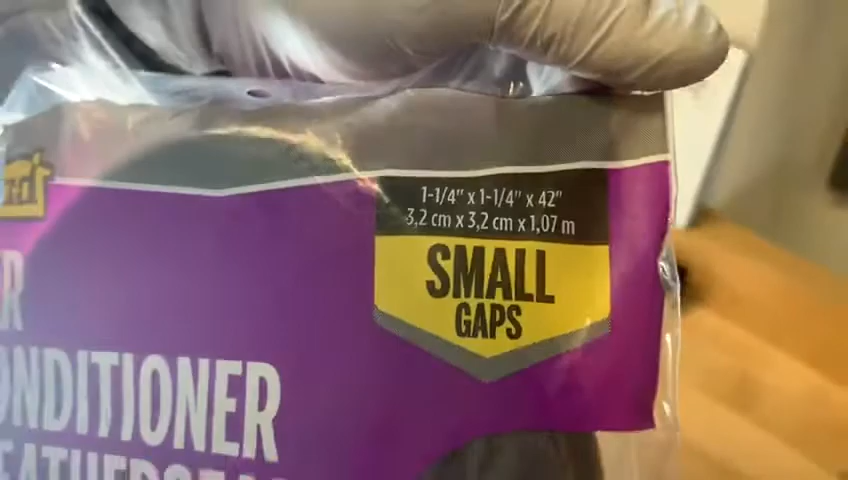 1-1/4" x 1-1/4" x 42"
3,2 cm x 3,2 cm x 1,07 m
SMALL
GAPS
ONDITIONER